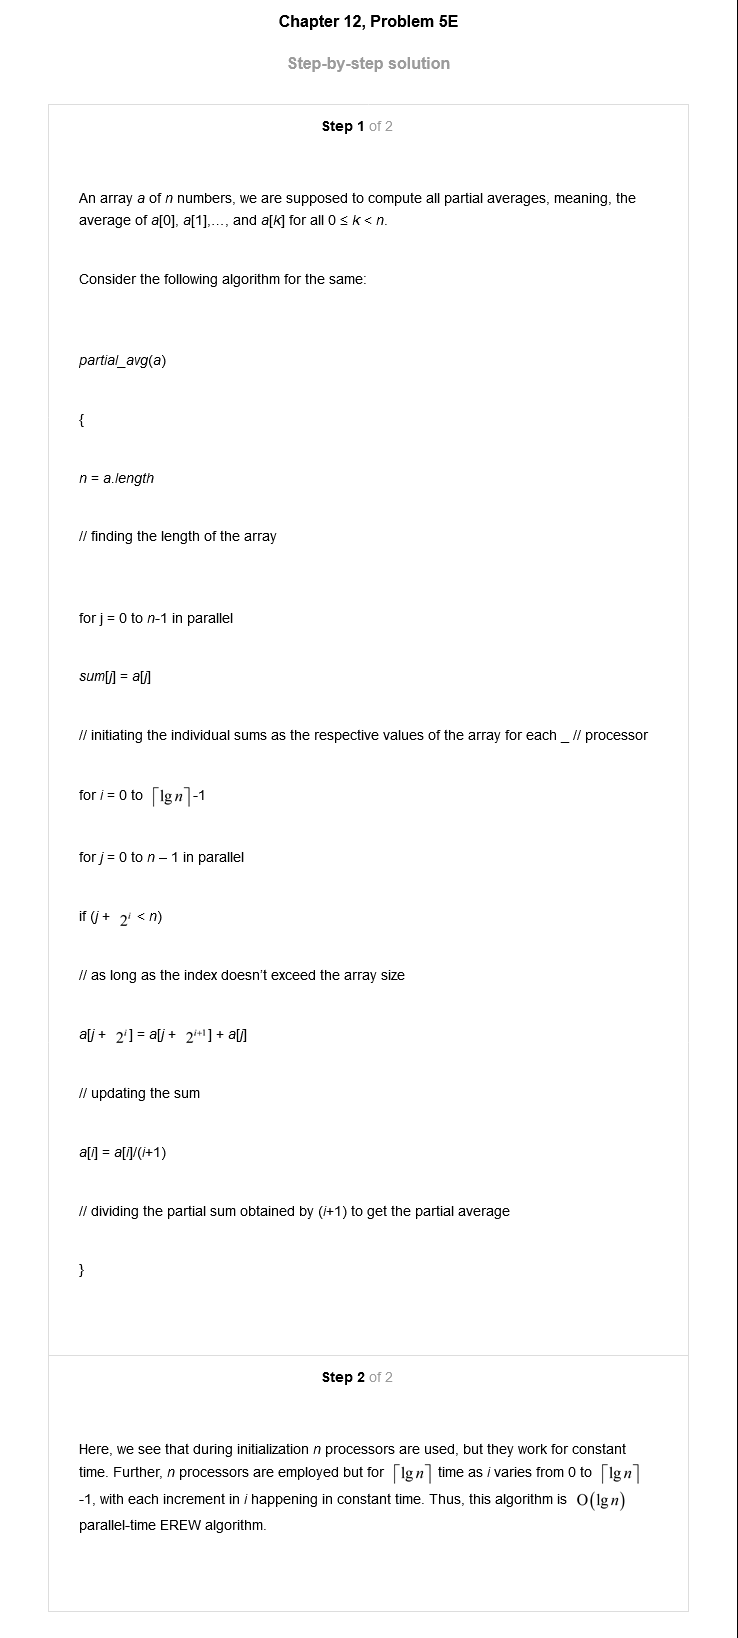 Chapter 12, Problem 5E
Step-by-step solution
Step 1 of 2
An array a of n numbers, we are supposed to compute all partial averages, meaning, the
average of a[0], a[1],…, and a[k] for all 0 ≤ k < n.
Consider the following algorithm for the same:
partial_avg(a)
{
n = a.length
// finding the length of the array
for j = 0 to n-1 in parallel
sum[j] = a[j]
// initiating the individual sums as the respective values of the array for each _ // processor
for i = 0 to ⌈lg n⌉-1
for j = 0 to n – 1 in parallel
if (j + 2^i < n)
// as long as the index doesn't exceed the array size
a[j + 2^i] = a[j + 2^{i+1}] + a[j]
// updating the sum
a[i] = a[i]/(i+1)
// dividing the partial sum obtained by (i+1) to get the partial average
}
Step 2 of 2
Here, we see that during initialization n processors are used, but they work for constant
time. Further, n processors are employed but for ⌈lg n⌉ time as i varies from 0 to ⌈lg n⌉
-1, with each increment in i happening in constant time. Thus, this algorithm is O(lg n)
parallel-time EREW algorithm.